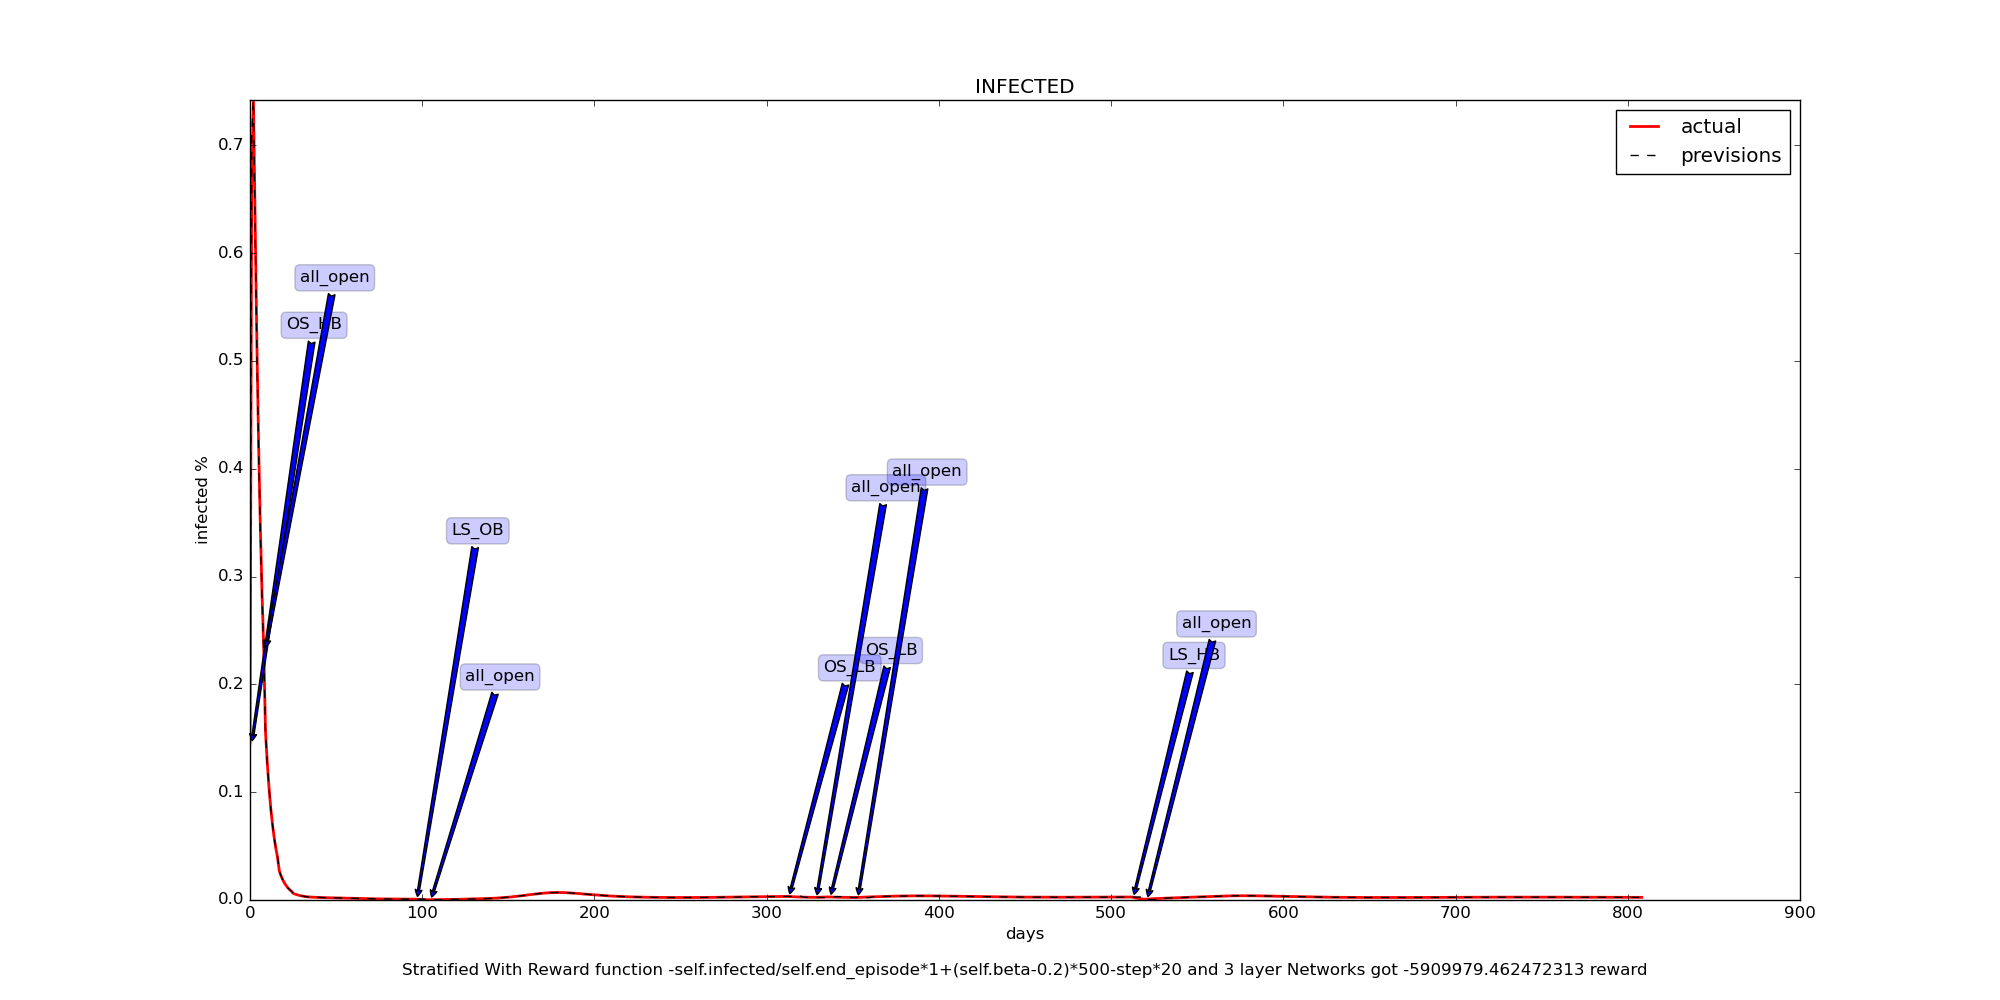 INFECTED
actual
previsions
0.7
0.6
0.5
0.4
0.3
0.2
0.1
0.0
infected %
all_open
OS_HB
LS_OB
all_open
all_open
all_open
OS_LB
OS_LB
all_open
LS_HB
0 100 200 300 400 500 600 700 800 900
days
Stratified With Reward function -self.infected/self.end_episode*1+(self.beta-0.2)*500-step*20 and 3 layer Networks got -5909979.462472313 reward